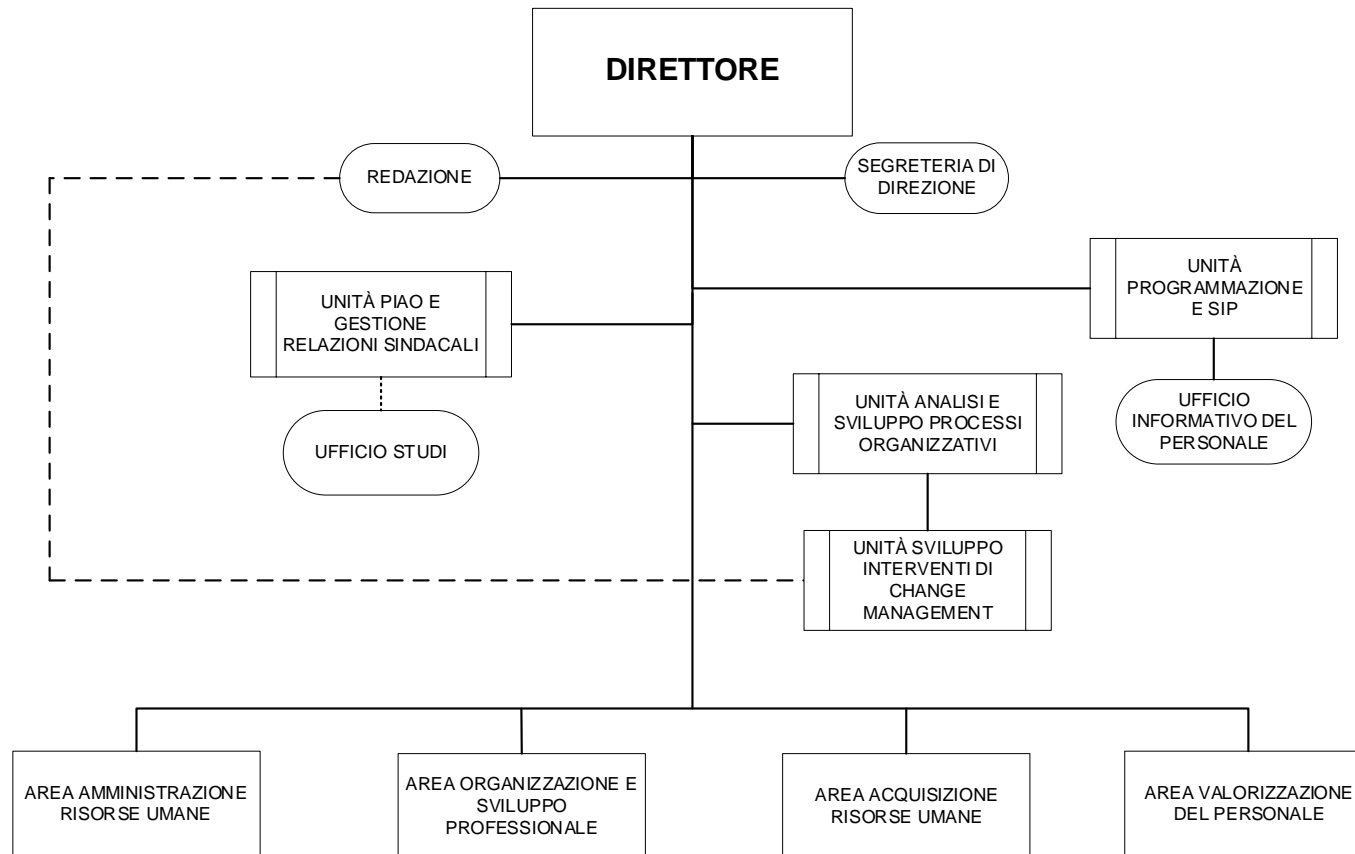 DIRETTORE
REDAZIONE
SEGRETERIA DI
DIREZIONE
UNITÀ
PROGRAMMAZIONE
E SIP
UNITÀ PIAO E
GESTIONE
RELAZIONI SINDACALI
UFFICIO
INFORMATIVO DEL
PERSONALE
UNITÀ ANALISI E
SVILUPPO PROCESSI
ORGANIZZATIVI
UFFICIO STUDI
UNITÀ SVILUPPO
INTERVENTI DI
CHANGE
MANAGEMENT
AREA AMMINISTRAZIONE
RISORSE UMANE
AREA ORGANIZZAZIONE E
SVILUPPO
PROFESSIONALE
AREA ACQUISIZIONE
RISORSE UMANE
AREA VALORIZZAZIONE
DEL PERSONALE